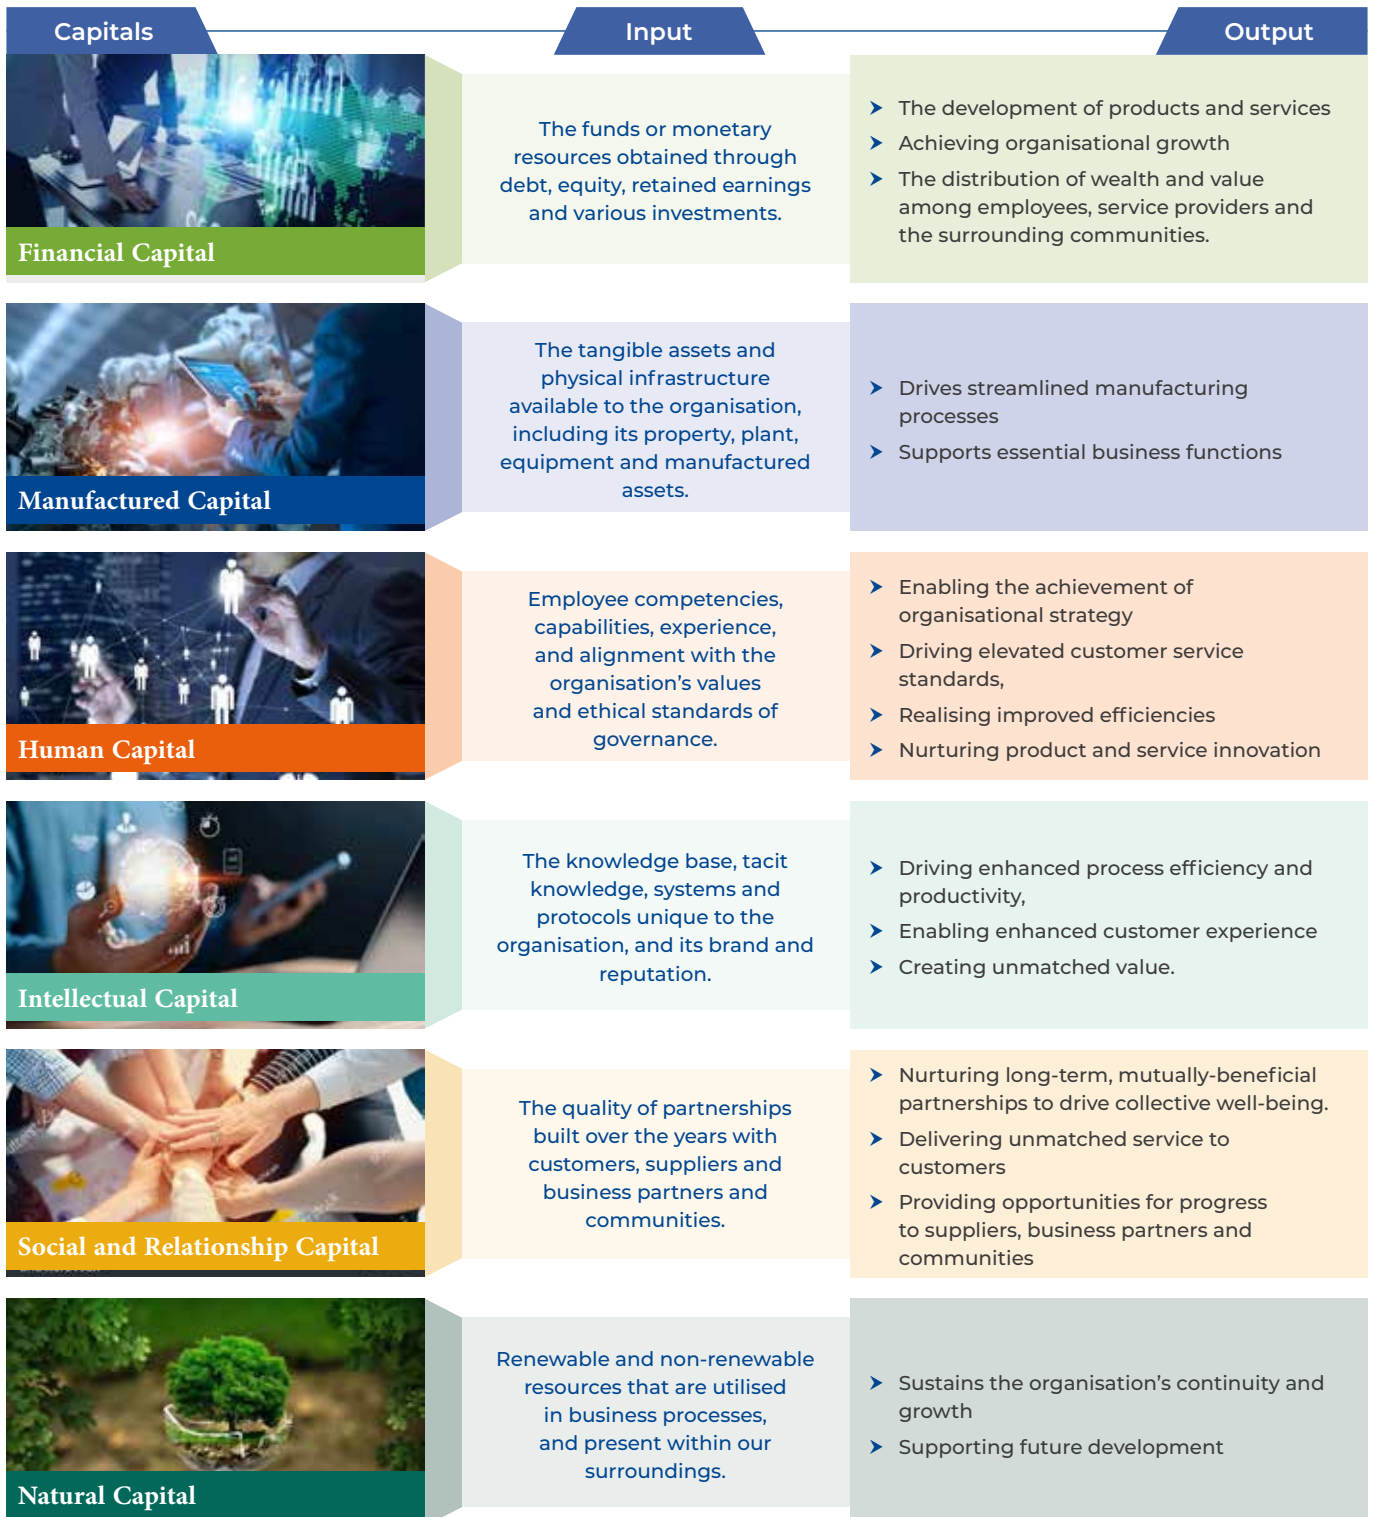 Capitals
Input
Output
Financial Capital
The funds or monetary
resources obtained through
debt, equity, retained earnings
and various investments.
➤ The development of products and services
➤ Achieving organisational growth
➤ The distribution of wealth and value
among employees, service providers and
the surrounding communities.
Manufactured Capital
The tangible assets and
physical infrastructure
available to the organisation,
including its property, plant,
equipment and manufactured
assets.
➤ Drives streamlined manufacturing
processes
➤ Supports essential business functions
Human Capital
Employee competencies,
capabilities, experience,
and alignment with the
organisation’s values
and ethical standards of
governance.
➤ Enabling the achievement of
organisational strategy
➤ Driving elevated customer service
standards,
➤ Realising improved efficiencies
➤ Nurturing product and service innovation
Intellectual Capital
The knowledge base, tacit
knowledge, systems and
protocols unique to the
organisation, and its brand and
reputation.
➤ Driving enhanced process efficiency and
productivity,
➤ Enabling enhanced customer experience
➤ Creating unmatched value.
Social and Relationship Capital
The quality of partnerships
built over the years with
customers, suppliers and
business partners and
communities.
➤ Nurturing long-term, mutually-beneficial
partnerships to drive collective well-being.
➤ Delivering unmatched service to
customers
➤ Providing opportunities for progress
to suppliers, business partners and
communities
Natural Capital
Renewable and non-renewable
resources that are utilised
in business processes,
and present within our
surroundings.
➤ Sustains the organisation’s continuity and
growth
➤ Supporting future development